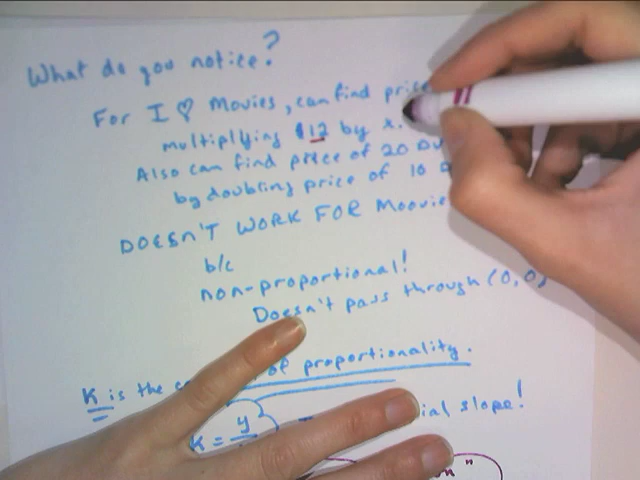 What do you notice?
For I ♡ Movies, can find price
multiplying $12 by x.
Also can find price of 20
by doubling price of 10
DOESN'T WORK FOR
b/c
non-proportional!
Doesn't pass through (0,0)
K is the of proportionality.
K = y slope!